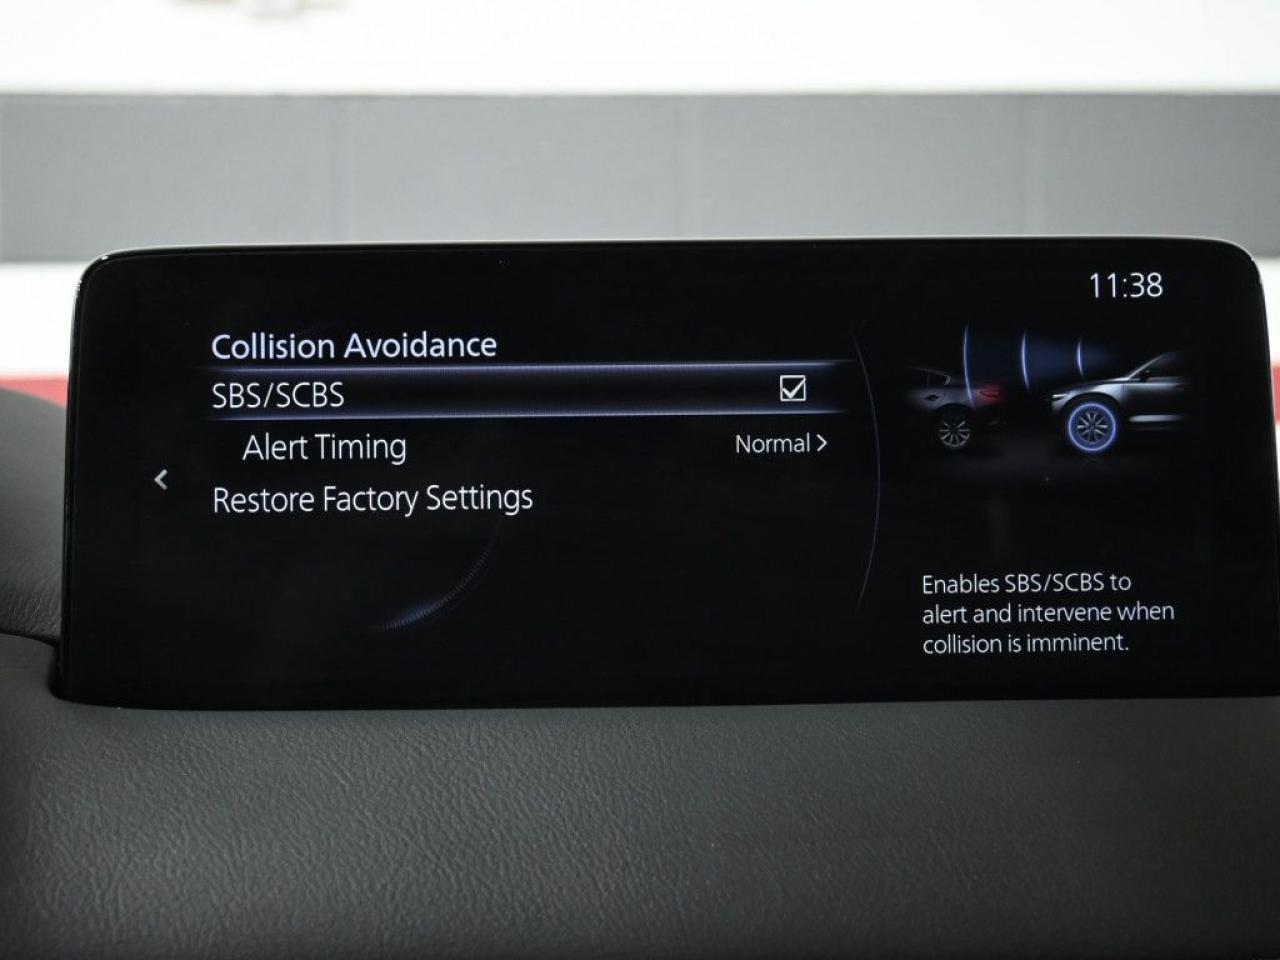 11:38
Collision Avoidance
SBS/SCBS
Alert Timing Normal >
Restore Factory Settings
Enables SBS/SCBS to
alert and intervene when
collision is imminent.